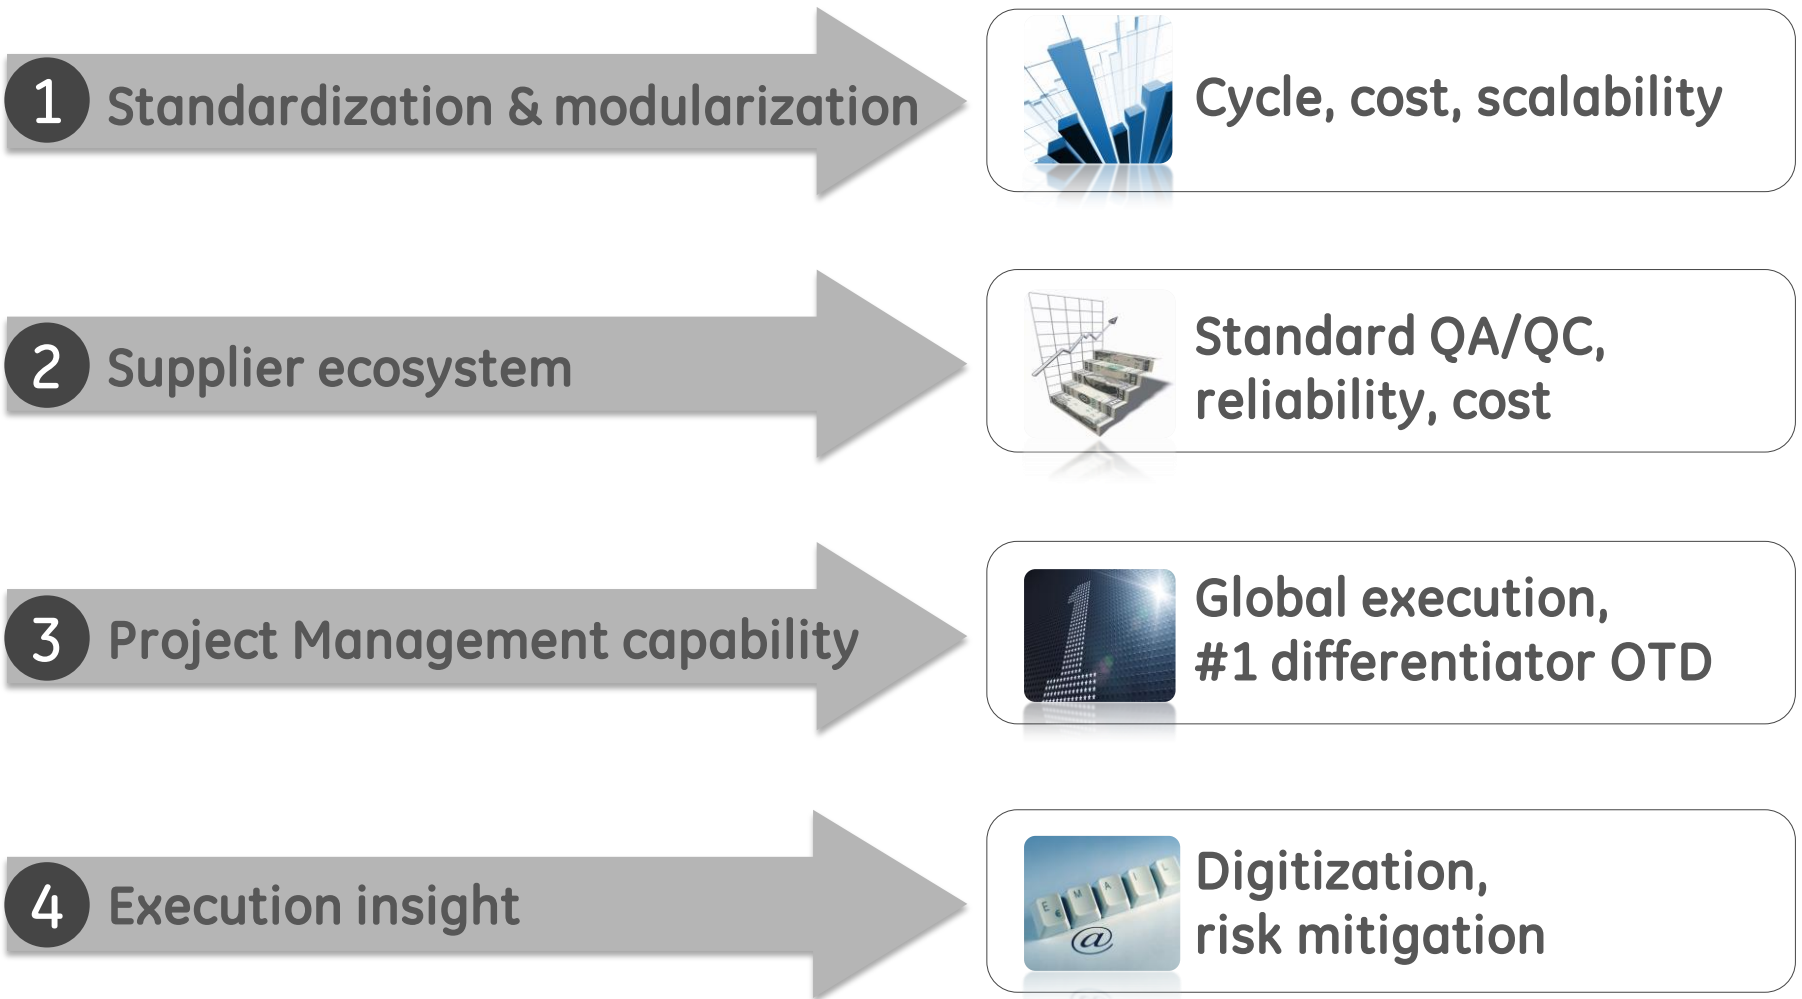 1 Standardization & modularization
Cycle, cost, scalability
2 Supplier ecosystem
Standard QA/QC,
reliability, cost
3 Project Management capability
Global execution,
#1 differentiator OTD
1
4 Execution insight
Digitization,
risk mitigation
E M A I L
€
@